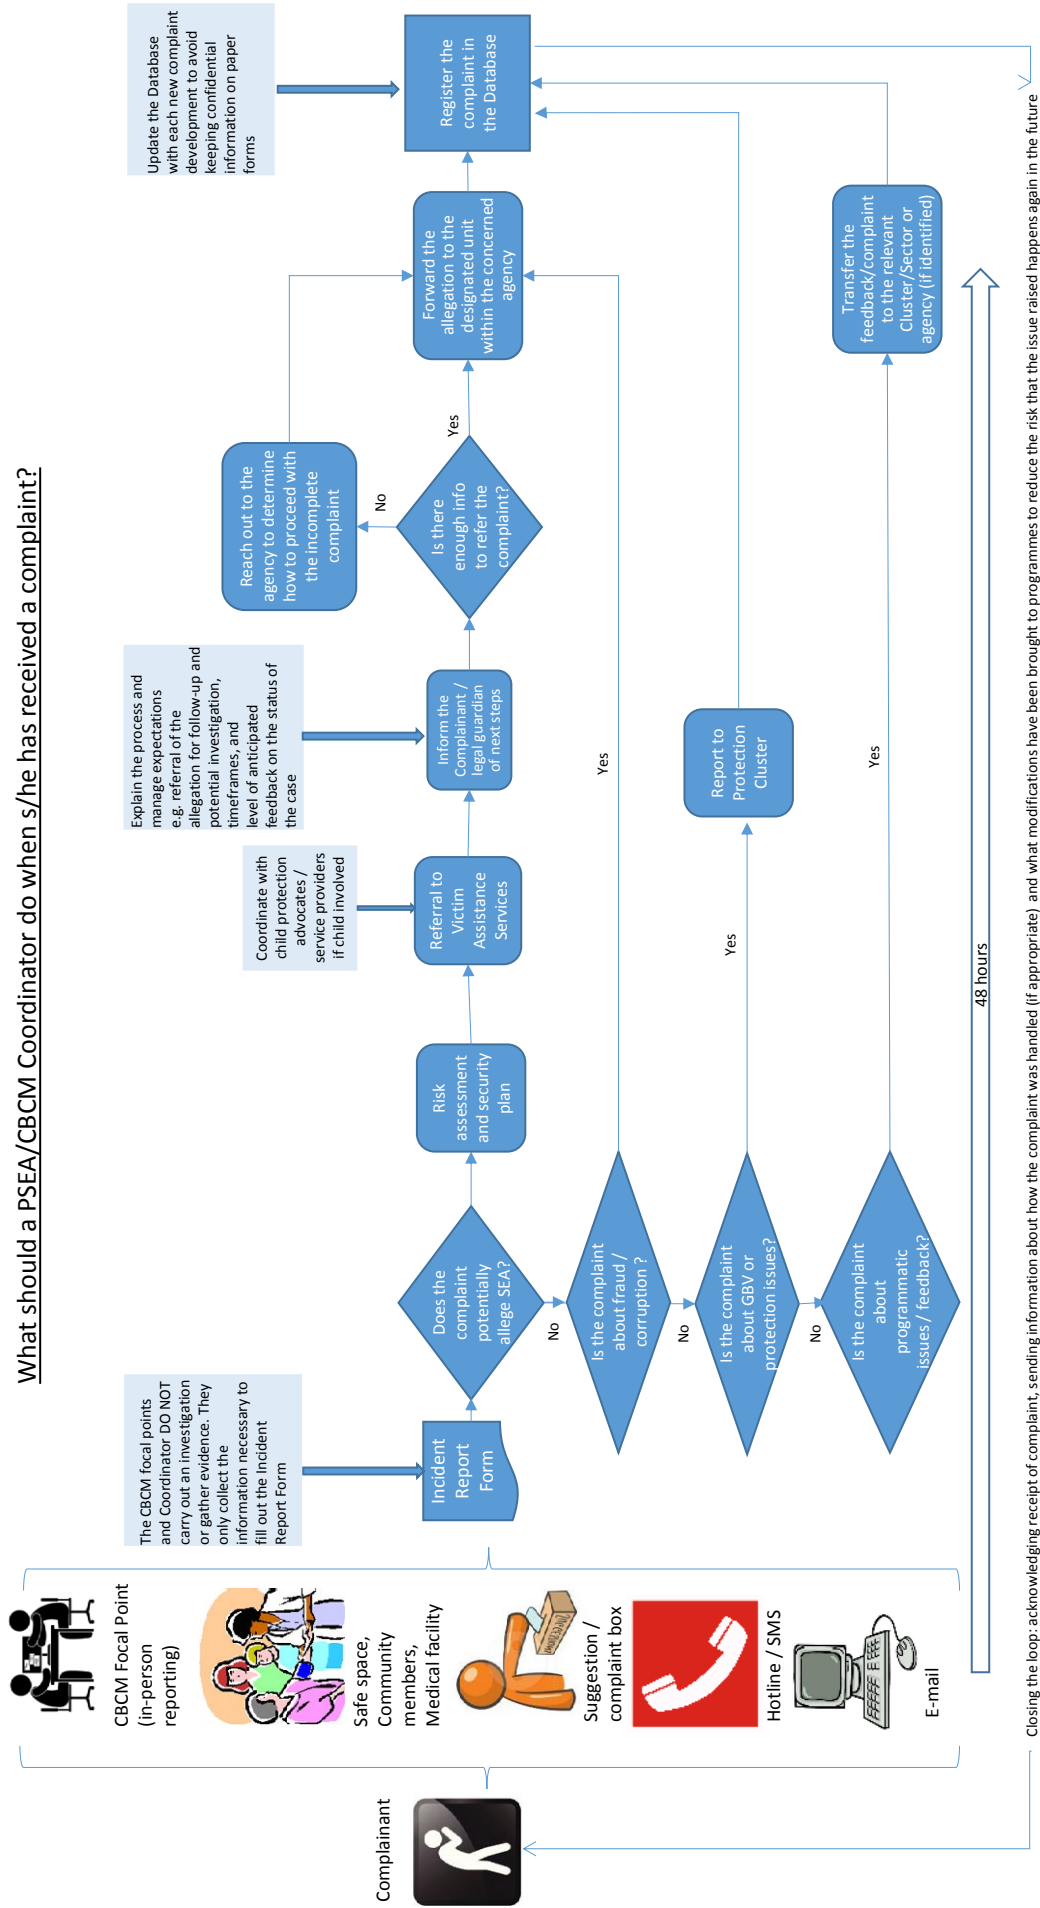 What should a PSEA/CBCM Coordinator do when s/he has received a complaint?
Complainant
CBCM Focal Point
(in-person
reporting)
Safe space,
Community
members,
Medical facility
Suggestion /
complaint box
Hotline / SMS
E-mail
The CBCM focal points
and Coordinator DO NOT
carry out an investigation
or gather evidence. They
only collect the
information necessary to
fill out the Incident
Report Form
Incident
Report
Form
Does the
complaint
potentially
allege SEA?
No
Is the complaint
about fraud /
corruption ?
No
Is the complaint
about GBV or
protection issues?
No
Is the complaint
about
programmatic
issues / feedback?
Risk
assessment
and security
plan
Coordinate with
child protection
advocates /
service providers
if child involved
Referral to
Victim
Assistance
Services
Explain the process and
manage expectations
e.g. referral of the
allegation for follow-up and
potential investigation,
timeframes, and
level of anticipated
feedback on the status of
the case
Inform the
Complainant /
legal guardian
of next steps
Is there
enough info
to refer the
complaint?
No
Reach out to the
agency to determine
how to proceed with
the incomplete
complaint
Yes
Forward the
allegation to the
designated unit
within the concerned
agency
Update the Database
with each new complaint
development to avoid
keeping confidential
information on paper
forms
Register the
complaint in
the Database
Yes
Yes
Report to
Protection
Cluster
Yes
Transfer the
feedback/complaint
to the relevant
Cluster/Sector or
agency (if identified)
48 hours
Closing the loop: acknowledging receipt of complaint, sending information about how the complaint was handled (if appropriate) and what modifications have been brought to programmes to reduce the risk that the issue raised happens again in the future